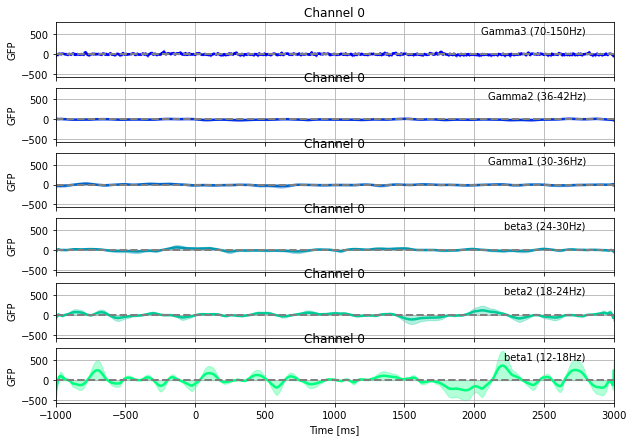 Channel 0
GFP
500
0
−500
Gamma3 (70-150Hz)
Channel 0
GFP
500
0
−500
Gamma2 (36-42Hz)
Channel 0
GFP
500
0
−500
Gamma1 (30-36Hz)
Channel 0
GFP
500
0
−500
beta3 (24-30Hz)
Channel 0
GFP
500
0
−500
beta2 (18-24Hz)
Channel 0
GFP
500
0
−500
beta1 (12-18Hz)
−1000 −500 0 500 1000 1500 2000 2500 3000
Time [ms]